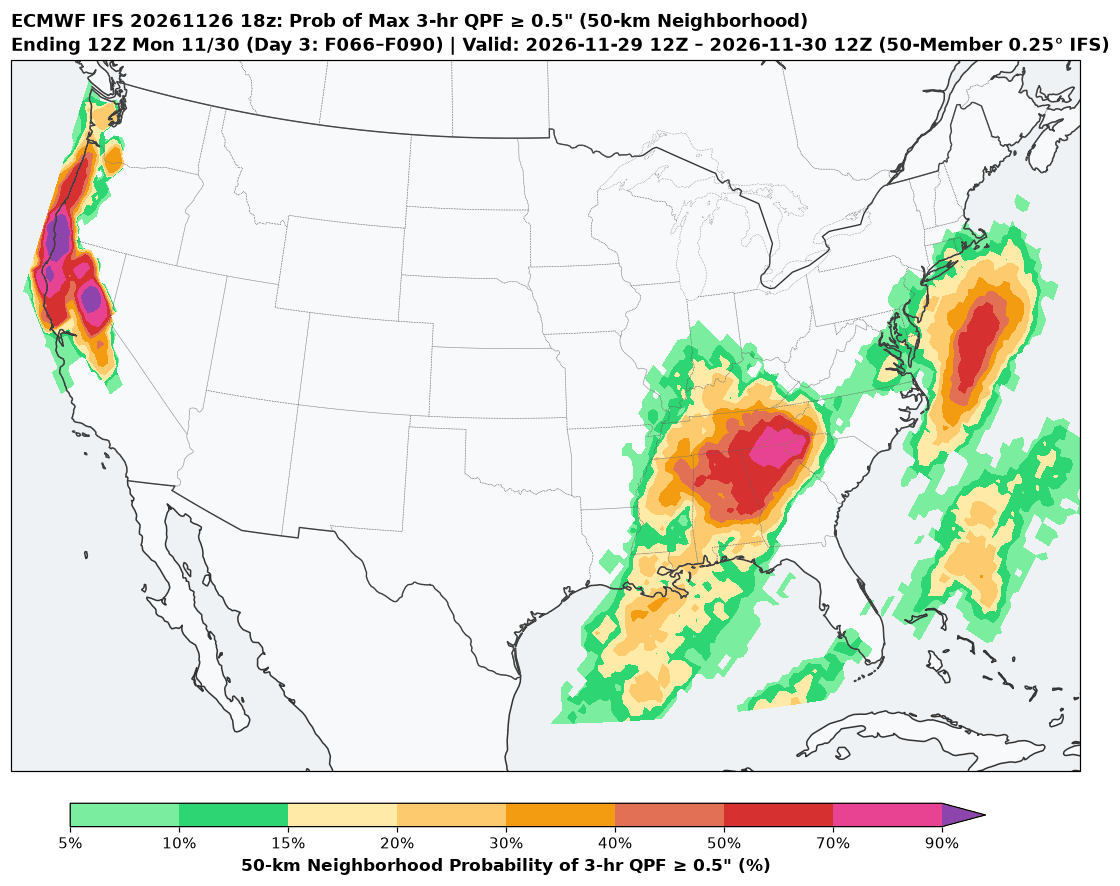 ECMWF IFS 20261126 18z: Prob of Max 3-hr QPF ≥ 0.5" (50-km Neighborhood)
Ending 12Z Mon 11/30 (Day 3: F066–F090) | Valid: 2026-11-29 12Z – 2026-11-30 12Z (50-Member 0.25° IFS)
5% 10% 15% 20% 30% 40% 50% 70% 90%
50-km Neighborhood Probability of 3-hr QPF ≥ 0.5" (%)